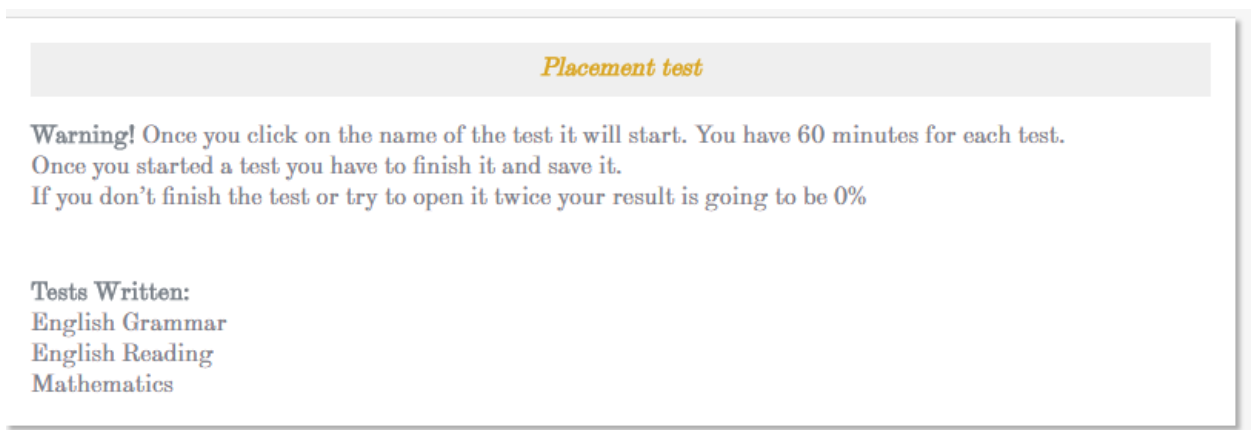 Placement test
Warning! Once you click on the name of the test it will start. You have 60 minutes for each test.
Once you started a test you have to finish it and save it.
If you don't finish the test or try to open it twice your result is going to be 0%
Tests Written:
English Grammar
English Reading
Mathematics